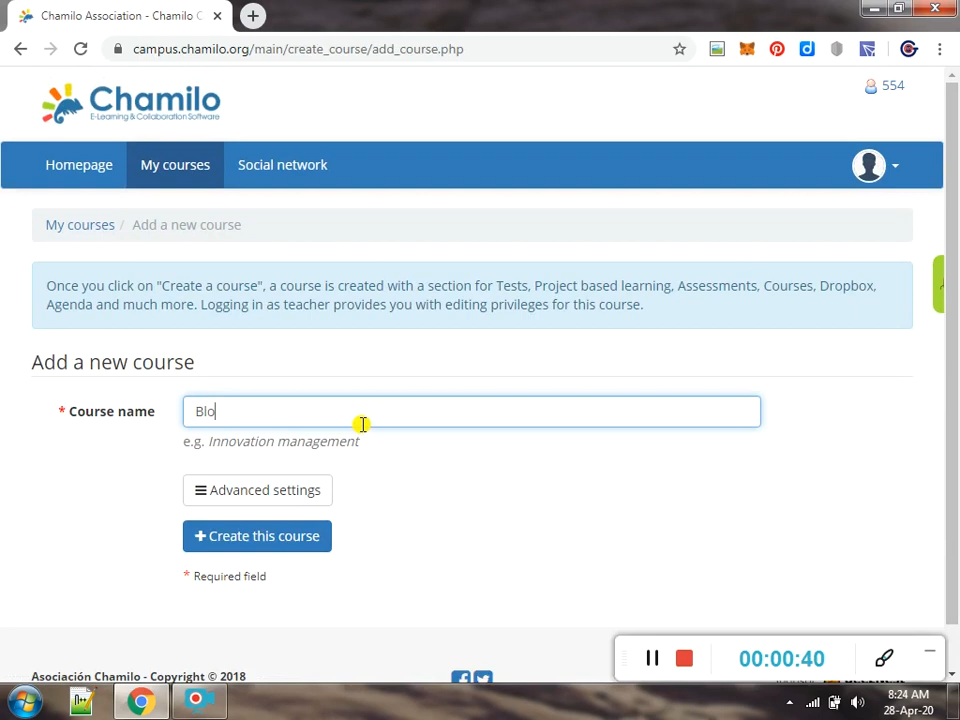 Chamilo Association - Chamilo C
campus.chamilo.org/main/create_course/add_course.php
Chamilo
E-Learning & Collaboration Software
554
Homepage
My courses
Social network
My courses / Add a new course
Once you click on "Create a course", a course is created with a section for Tests, Project based learning, Assessments, Courses, Dropbox,
Agenda and much more. Logging in as teacher provides you with editing privileges for this course.
Add a new course
* Course name
Blo
e.g. Innovation management
Advanced settings
Create this course
* Required field
00:00:40
Asociación Chamilo - Copyright © 2018
8:24 AM
28-Apr-20